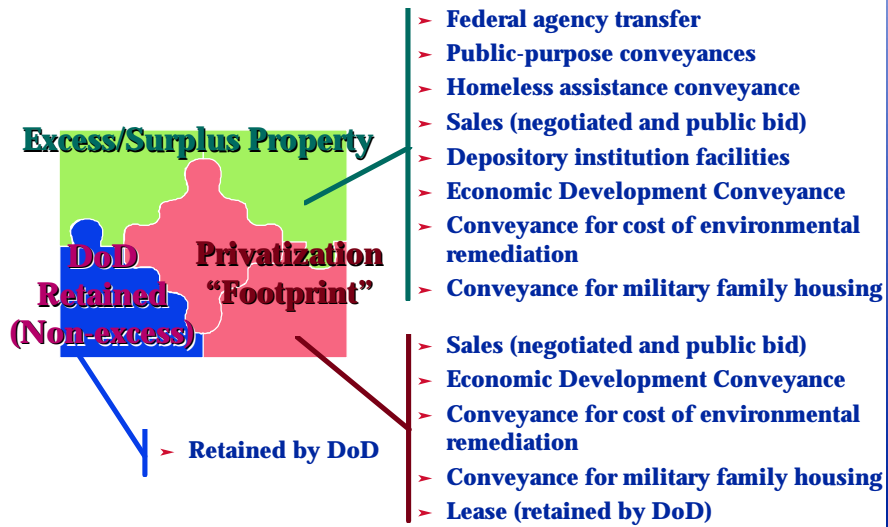 Federal agency transfer
Public-purpose conveyances
Homeless assistance conveyance
Sales (negotiated and public bid)
Depository institution facilities
Economic Development Conveyance
Conveyance for cost of environmental
remediation
Conveyance for military family housing
Excess/Surplus Property
DoD
Retained
(Non-excess)
Privatization
“Footprint”
Sales (negotiated and public bid)
Economic Development Conveyance
Conveyance for cost of environmental
remediation
Conveyance for military family housing
Lease (retained by DoD)
Retained by DoD